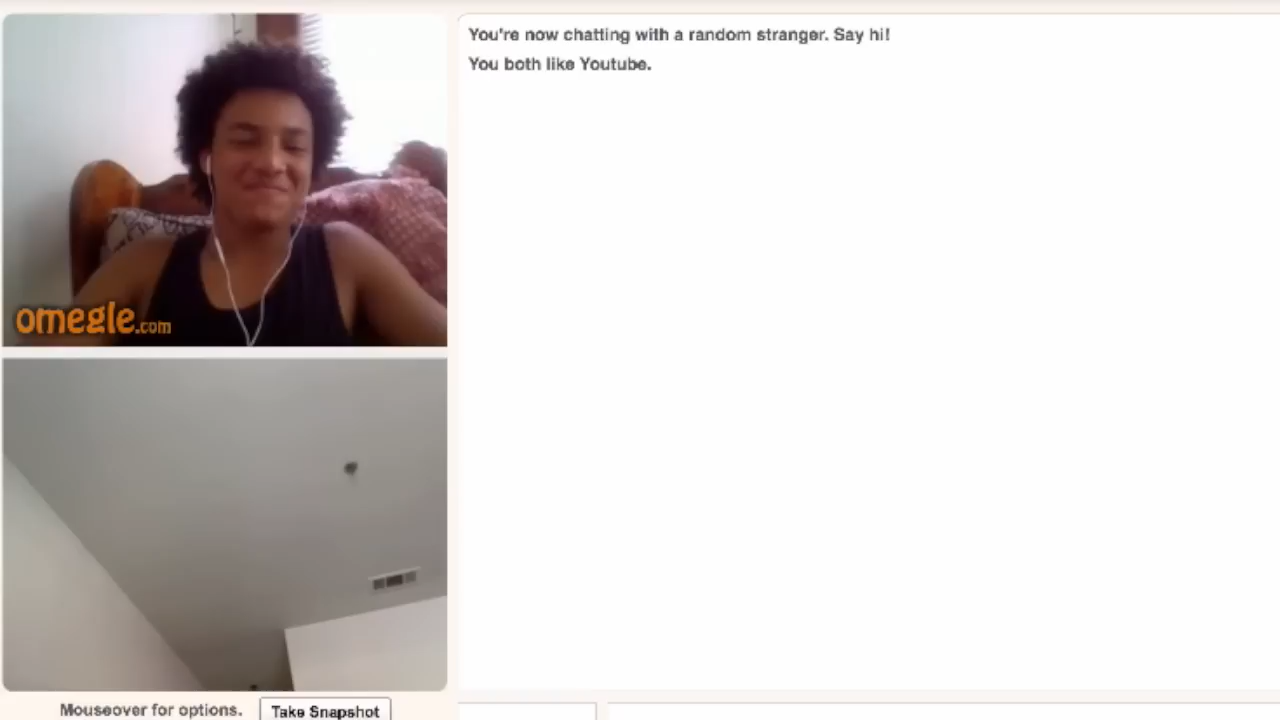 You're now chatting with a random stranger. Say hi!
You both like Youtube.
omegle.com
Mouseover for options.
Take Snapshot